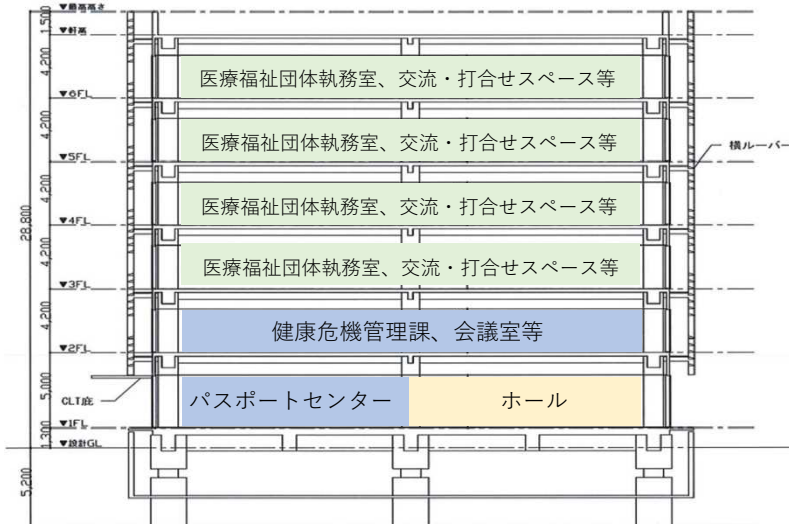 ▼最高高さ
1,500
▼軒高
4,200
医療福祉団体執務室、交流・打合せスペース等
▼6FL
4,200
医療福祉団体執務室、交流・打合せスペース等
横ルーバー
▼5FL
4,200
医療福祉団体執務室、交流・打合せスペース等
28,800
▼4FL
4,200
医療福祉団体執務室、交流・打合せスペース等
▼3FL
4,200
健康危機管理課、会議室等
▼2FL
5,000
CLT庇
パスポートセンター
ホール
▼1FL
1,300
▼設計GL
5,200